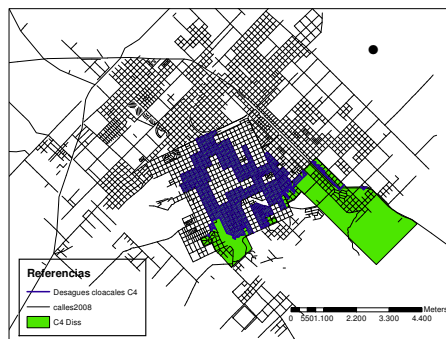 Referencias
Desagues cloacales C4
calles2008
C4 Diss
Meters
0 5501.100 2.200 3.300 4.400